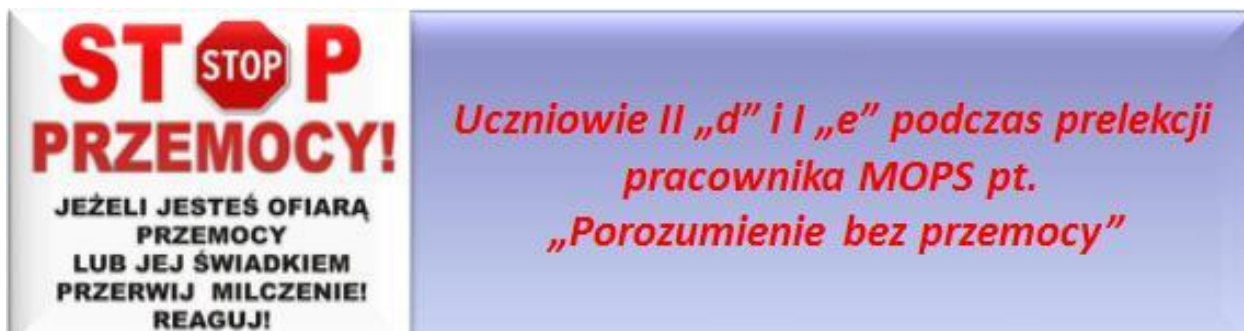 ST STOP P
PRZEMOCY!
JEŻELI JESTEŚ OFIARĄ
PRZEMOCY
LUB JEJ ŚWIADKIEM
PRZERWIJ MILCZENIE!
REAGUJ!
Uczniowie II „d” i I „e” podczas prelekcji
pracownika MOPS pt.
„Porozumienie bez przemocy”